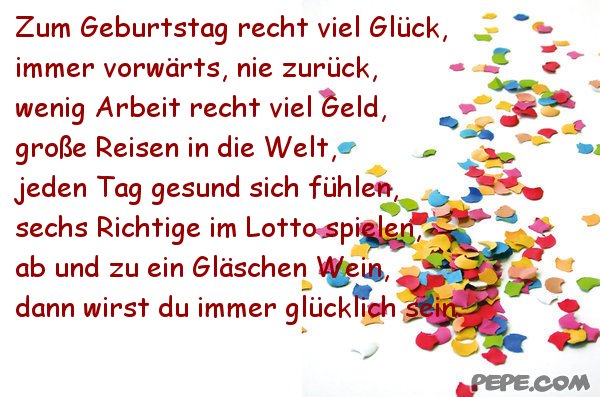 Zum Geburtstag recht viel Glück,
immer vorwärts, nie zurück,
wenig Arbeit recht viel Geld,
große Reisen in die Welt,
jeden Tag gesund sich fühlen,
sechs Richtige im Lotto spielen,
ab und zu ein Gläschen Wein,
dann wirst du immer glücklich sein.
PEPE.COM